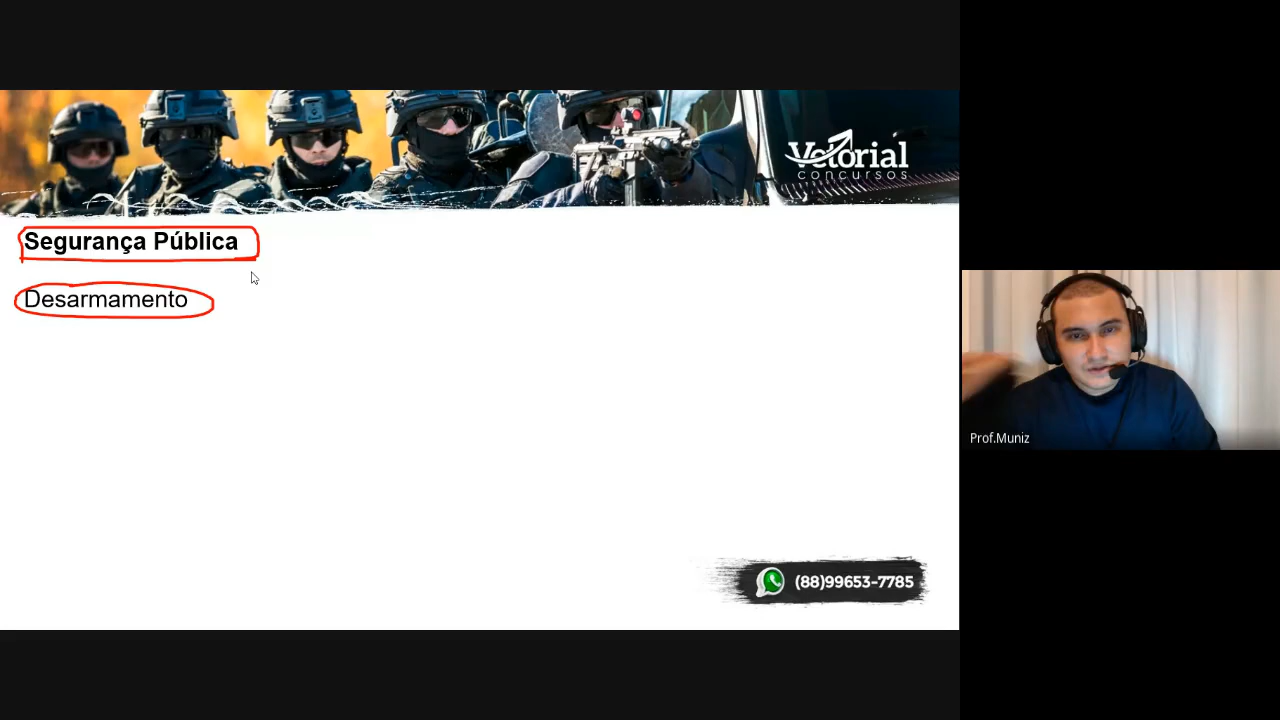 Vetorial
concursos
Segurança Pública
Desarmamento
(88)99653-7785
Prof.Muniz